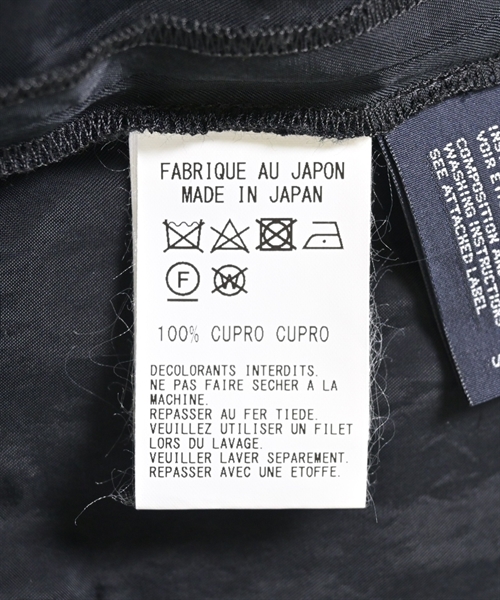 FABRIQUE AU JAPON
MADE IN JAPAN
F W
100% CUPRO CUPRO
DECOLORANTS INTERDITS.
NE PAS FAIRE SECHER A LA
MACHINE.
REPASSER AU FER TIEDE.
VEUILLEZ UTILISER UN FILET
LORS DU LAVAGE.
VEUILLER LAVER SEPAREMENT.
REPASSER AVEC UNE ETOFFE.
VOIR E
COMPOSITION AN
WASHING INSTRUCTIONS
SEE ATTACHED LABEL
S